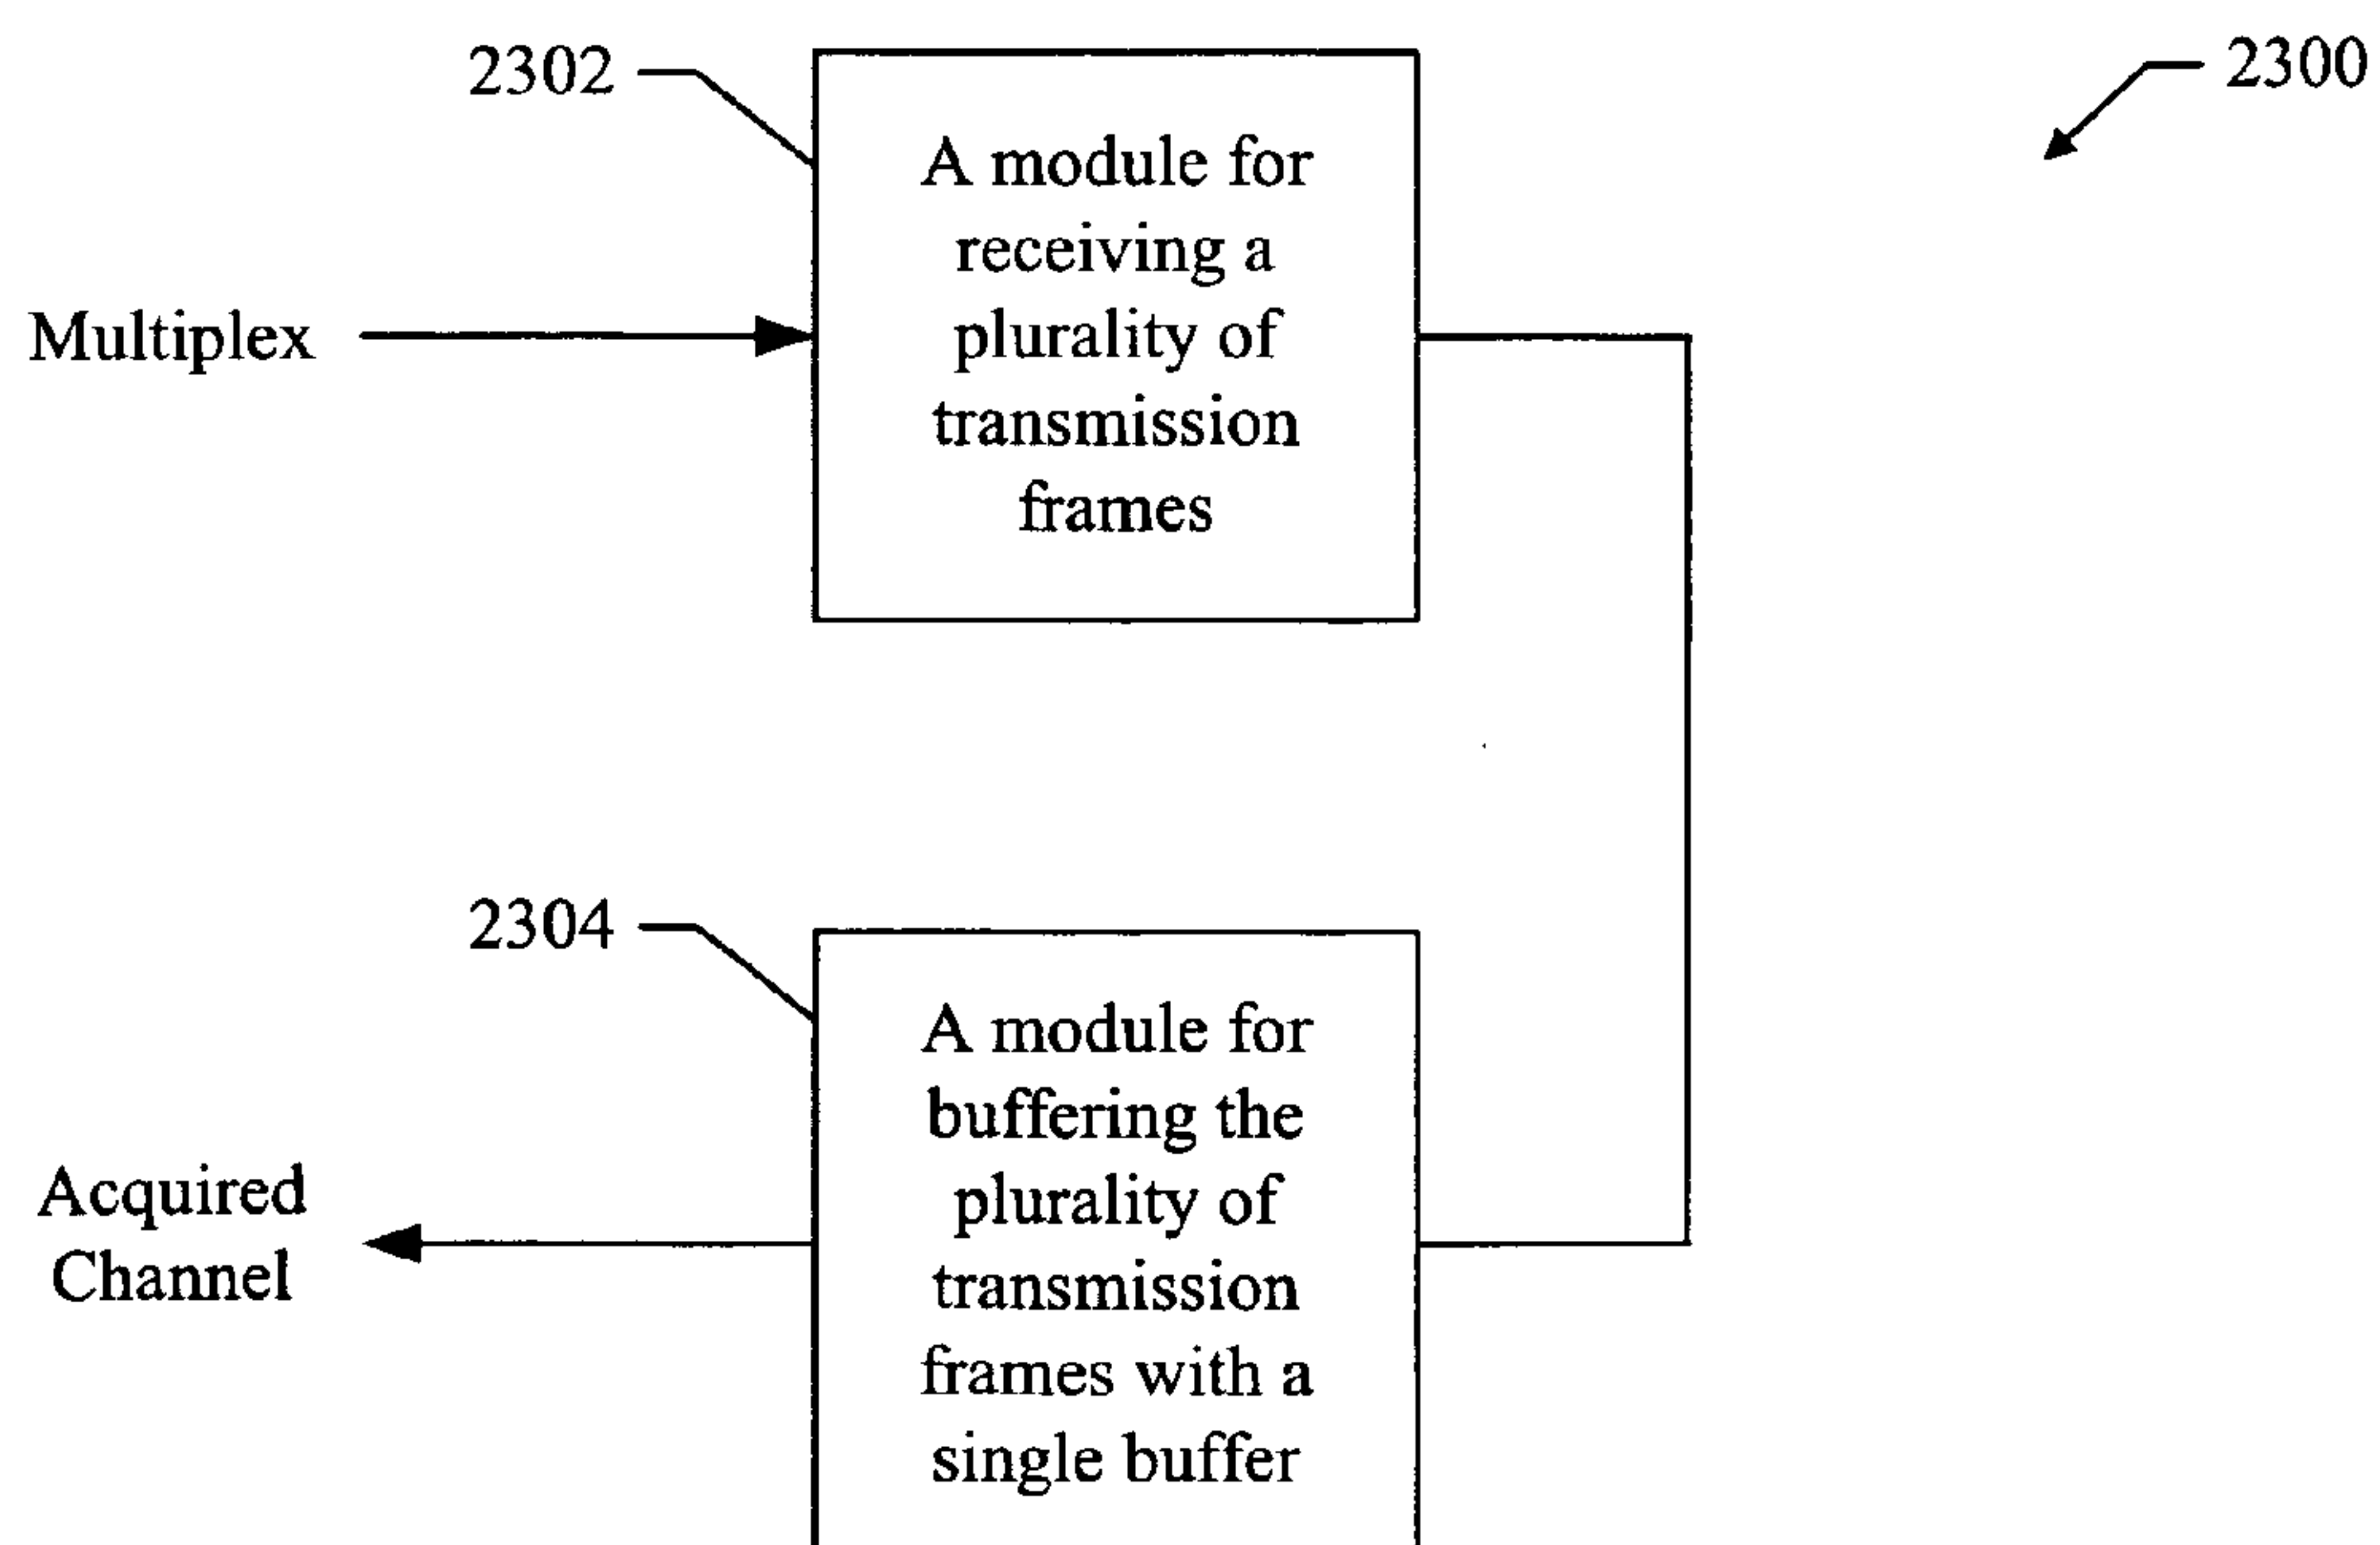 2302
2300
A module for
receiving a
plurality of
transmission
frames
Multiplex
2304
A module for
buffering the
plurality of
transmission
frames with a
single buffer
Acquired
Channel